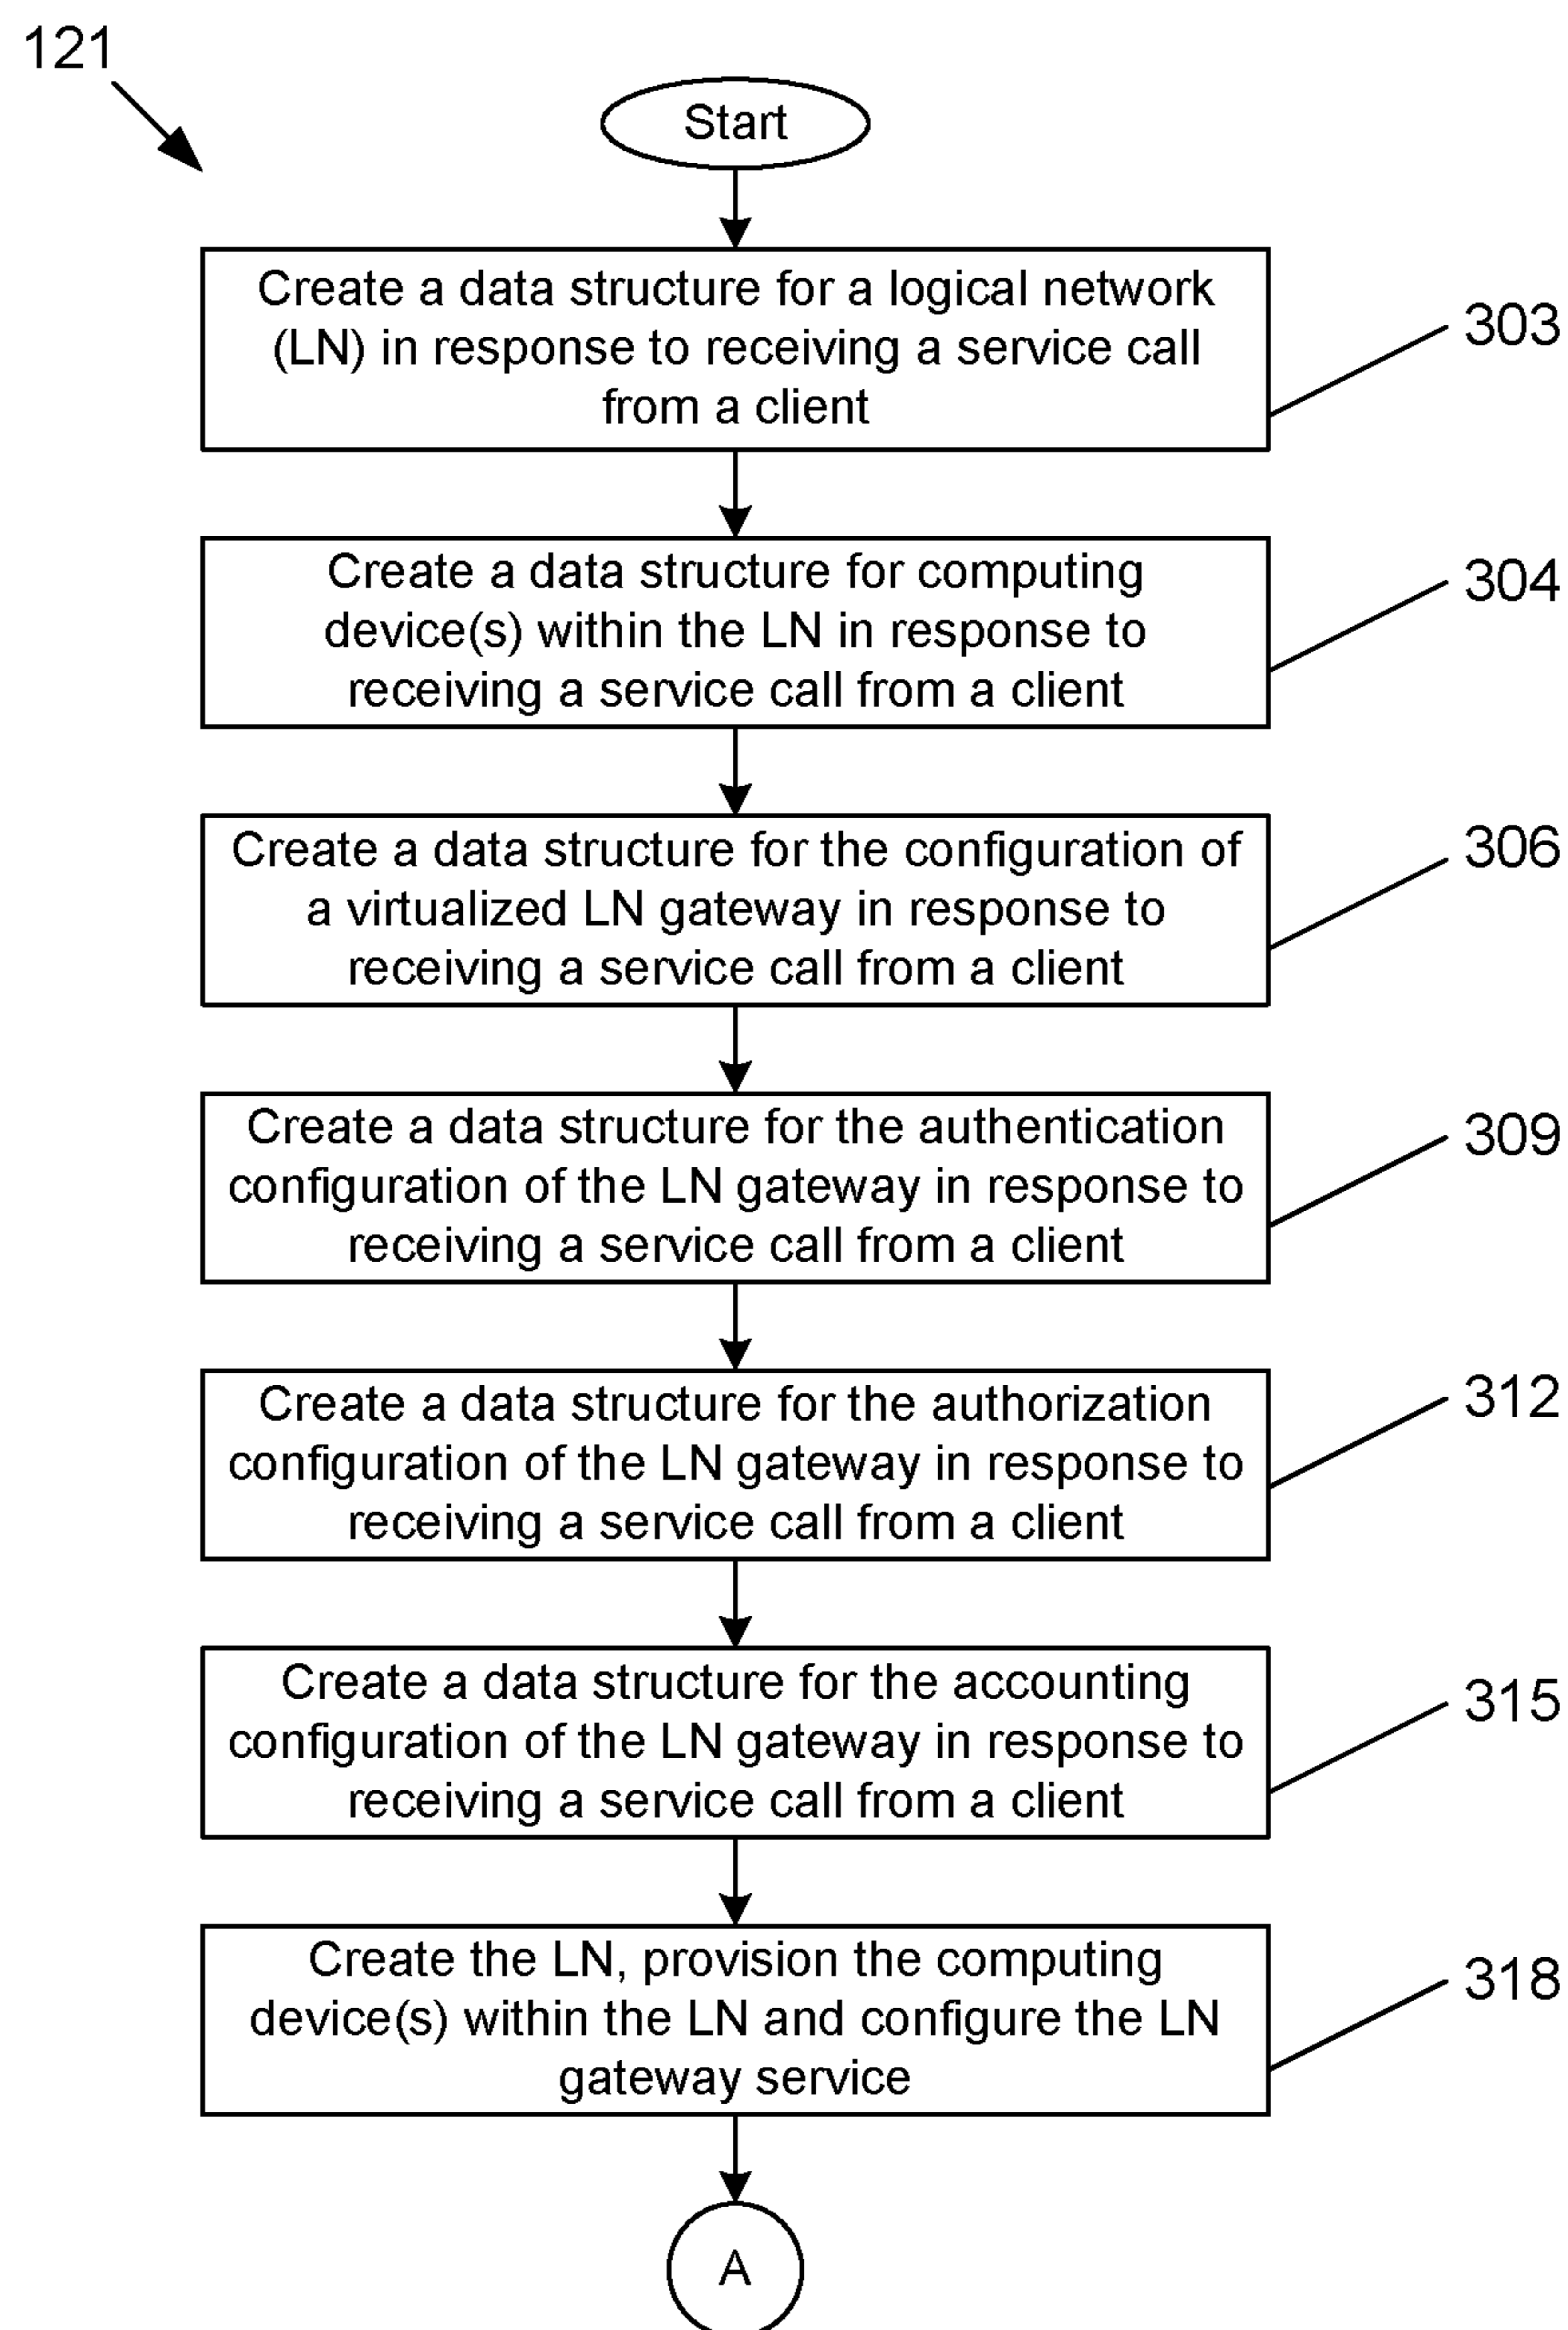 121
Start
Create a data structure for a logical network
(LN) in response to receiving a service call
from a client
303
Create a data structure for computing
device(s) within the LN in response to
receiving a service call from a client
304
Create a data structure for the configuration of
a virtualized LN gateway in response to
receiving a service call from a client
306
Create a data structure for the authentication
configuration of the LN gateway in response to
receiving a service call from a client
309
Create a data structure for the authorization
configuration of the LN gateway in response to
receiving a service call from a client
312
Create a data structure for the accounting
configuration of the LN gateway in response to
receiving a service call from a client
315
Create the LN, provision the computing
device(s) within the LN and configure the LN
gateway service
318
A